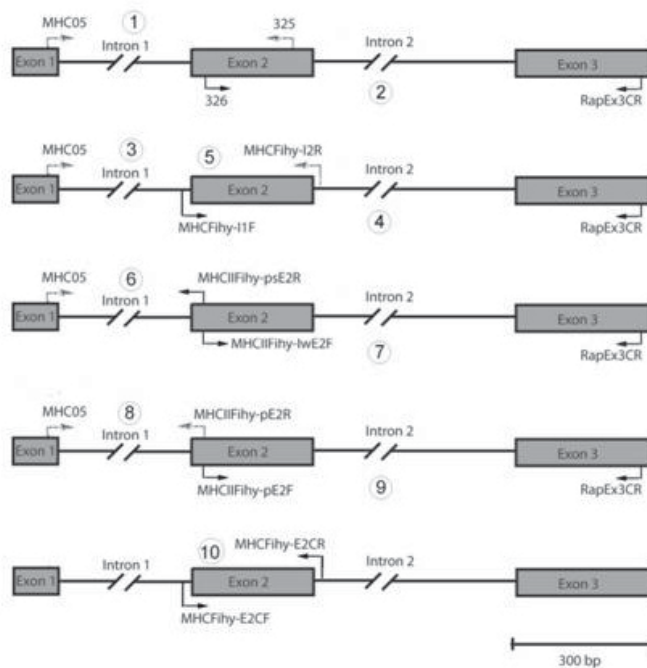 MHC05 1 325
Intron 1 Intron 2
Exon 1 Exon 2 Exon 3
326 2 RapEx3CR
MHC05 3 5 MHCFihy-I2R
Intron 1 Intron 2
Exon 1 Exon 2 Exon 3
MHCFihy-I1F 4 RapEx3CR
MHC05 6 MHCIIFihy-psE2R
Intron 1 Intron 2
Exon 1 Exon 2 Exon 3
MHCIIFihy-lwE2F 7 RapEx3CR
MHC05 8 MHCIIFihy-pE2R
Intron 1 Intron 2
Exon 1 Exon 2 Exon 3
MHCIIFihy-pE2F 9 RapEx3CR
10 MHCFihy-E2CR
Intron 1 Intron 2
Exon 1 Exon 2 Exon 3
MHCFihy-E2CF
300 bp